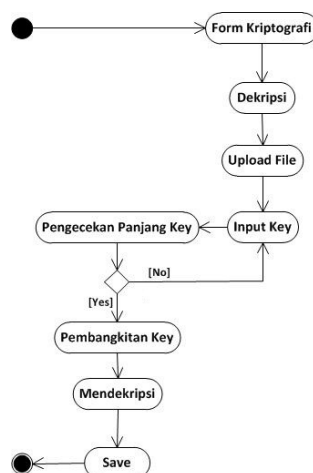 Form Kriptografi
Dekripsi
Upload File
Input Key
Pengecekan Panjang Key
[No]
[Yes]
Pembangkitan Key
Mendekripsi
Save